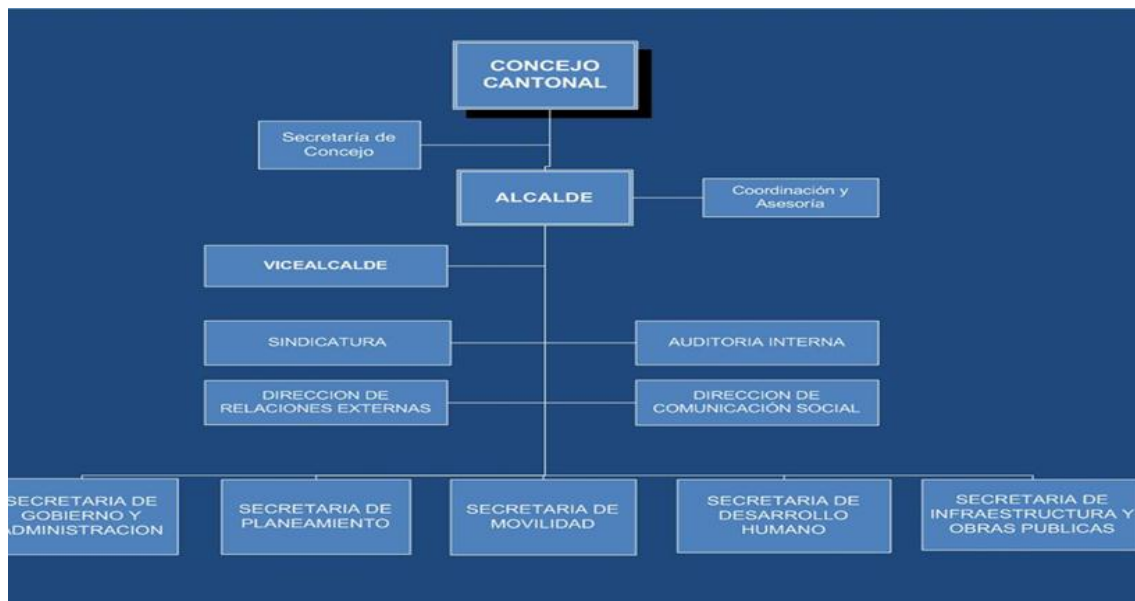 CONCEJO
CANTONAL
Secretaría de
Concejo
ALCALDE
Coordinación y
Asesoría
VICEALCALDE
SINDICATURA
AUDITORIA INTERNA
DIRECCION DE
RELACIONES EXTERNAS
DIRECCION DE
COMUNICACIÓN SOCIAL
SECRETARIA DE
GOBIERNO Y
ADMINISTRACION
SECRETARIA DE
PLANEAMIENTO
SECRETARIA DE
MOVILIDAD
SECRETARIA DE
DESARROLLO
HUMANO
SECRETARIA DE
INFRAESTRUCTURA Y
OBRAS PUBLICAS